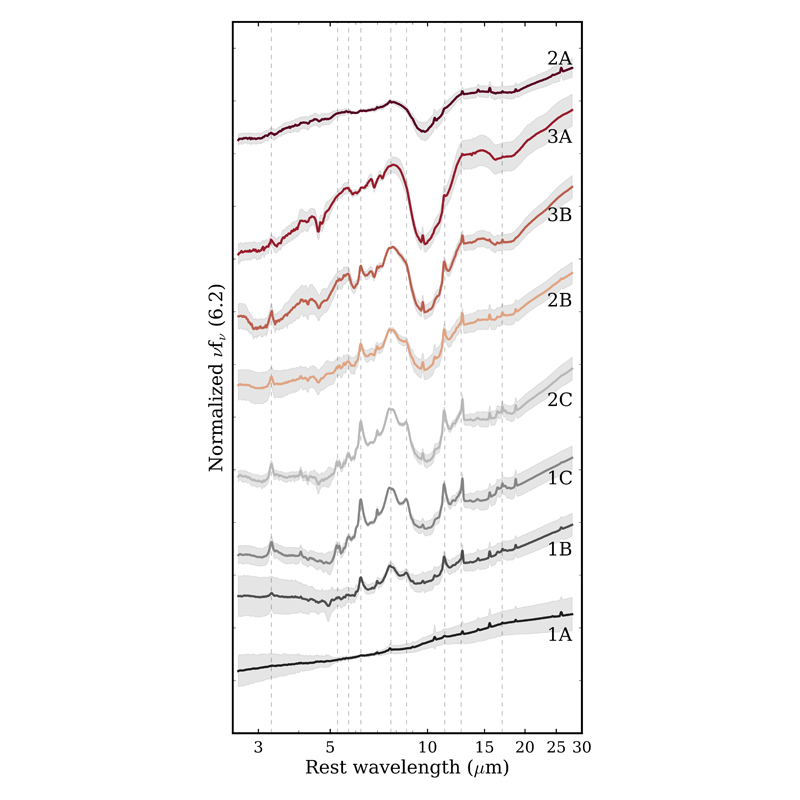 2A
3A
3B
2B
2C
1C
1B
1A
Normalized νfν (6.2)
3 5 10 15 20 25 30
Rest wavelength (μm)